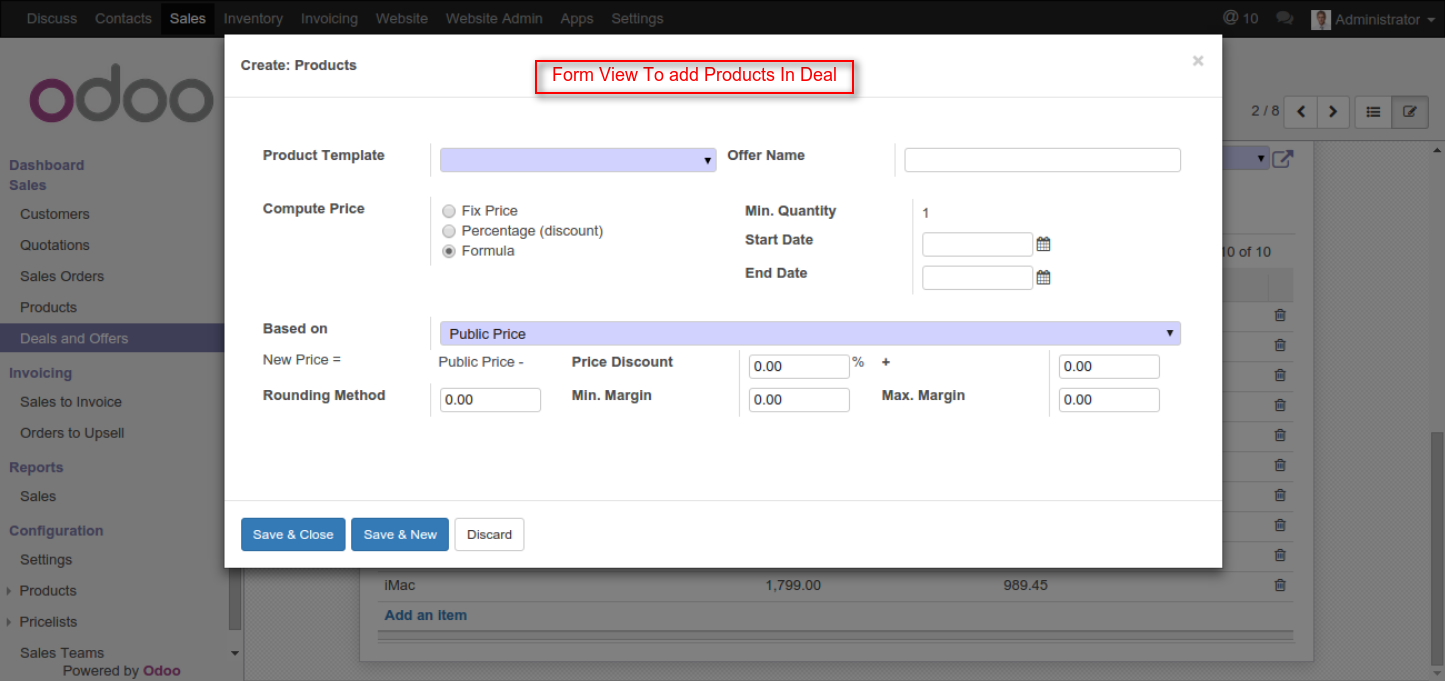 Discuss Contacts Sales Inventory Invoicing Website Website Admin Apps Settings @ 10 Administrator
odoo
Dashboard
Sales
Customers
Quotations
Sales Orders
Products
Deals and Offers
Invoicing
Sales to Invoice
Orders to Upsell
Reports
Sales
Configuration
Settings
Products
Pricelists
Sales Teams
Powered by Odoo
Create: Products
Form View To add Products In Deal
×
2 / 8
Product Template
Offer Name
Compute Price
Fix Price
Percentage (discount)
Formula
Min. Quantity 1
Start Date
End Date
10 of 10
Based on Public Price
New Price = Public Price - Price Discount 0.00 % + 0.00
Rounding Method 0.00 Min. Margin 0.00 Max. Margin 0.00
Save & Close Save & New Discard
iMac 1,799.00 989.45
Add an item